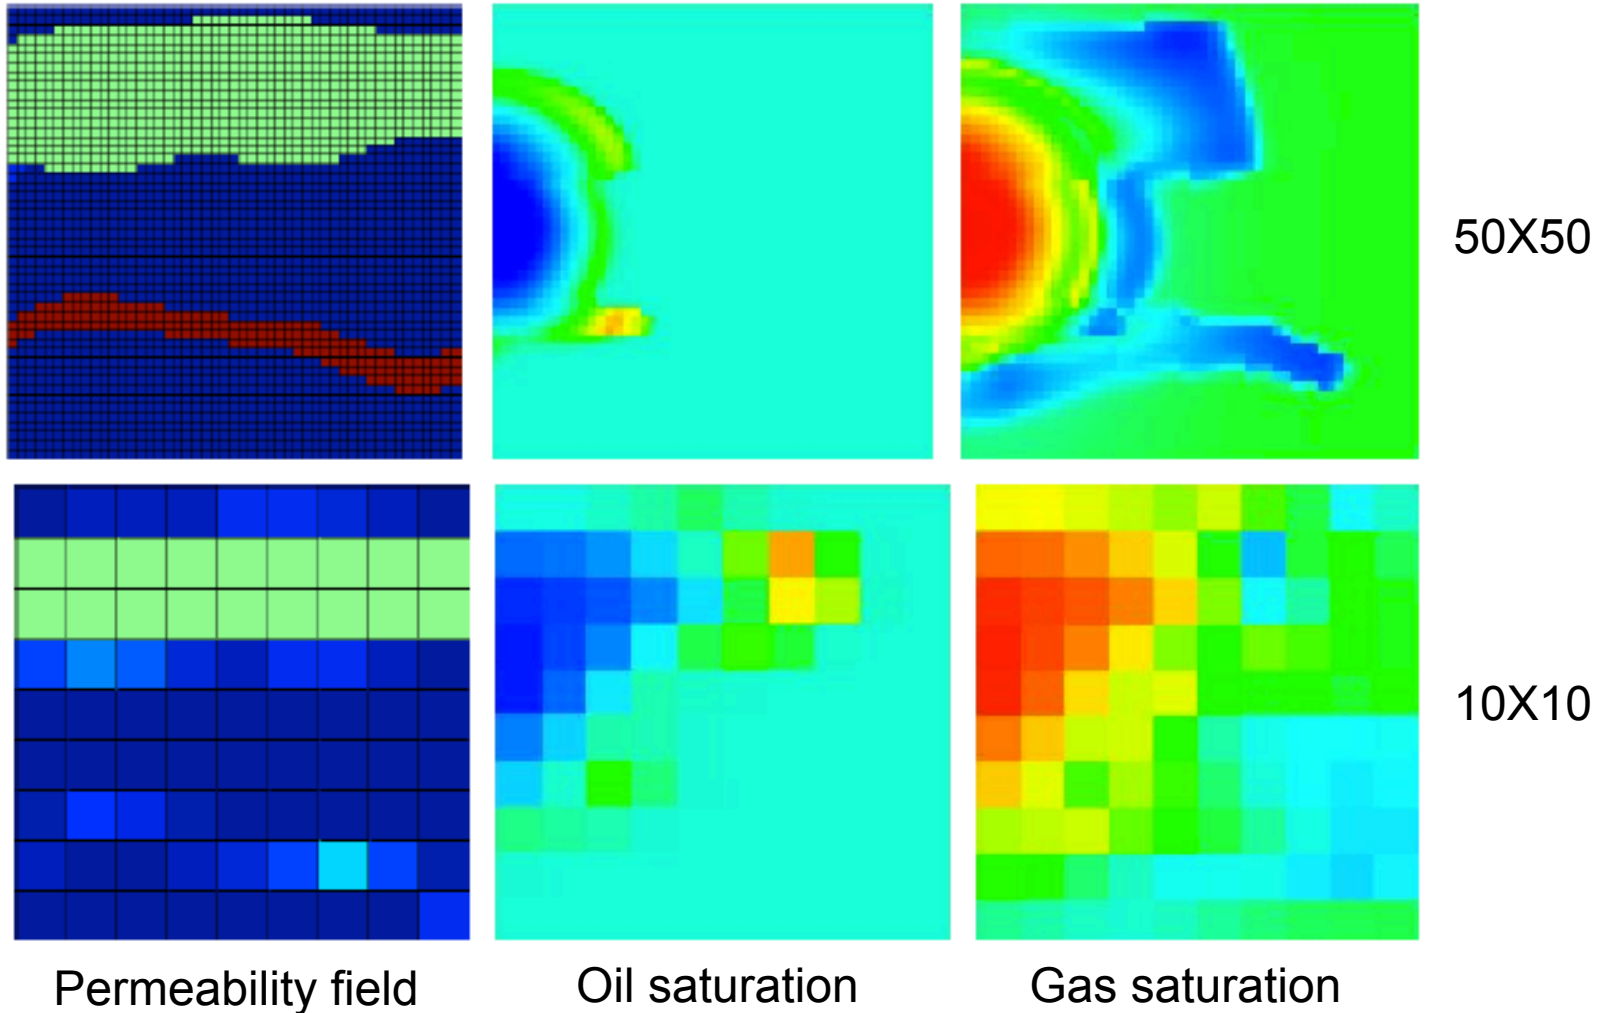 50X50
10X10
Permeability field
Oil saturation
Gas saturation